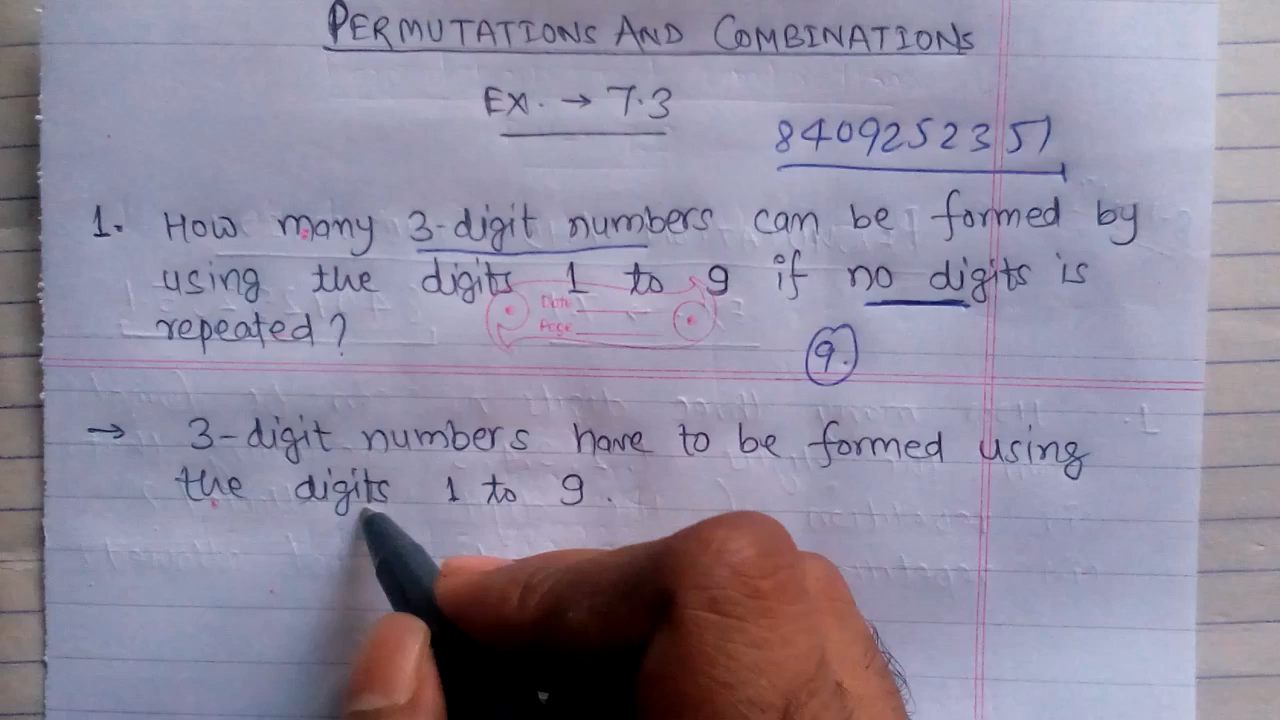 PERMUTATIONS AND COMBINATIONS
EX. → 7.3
8409252351
1. How many 3-digit numbers can be formed by
using the digits 1 to 9 if no digits is
repeated?
Date
Page
9.
→ 3-digit numbers have to be formed using
the digits 1 to 9.